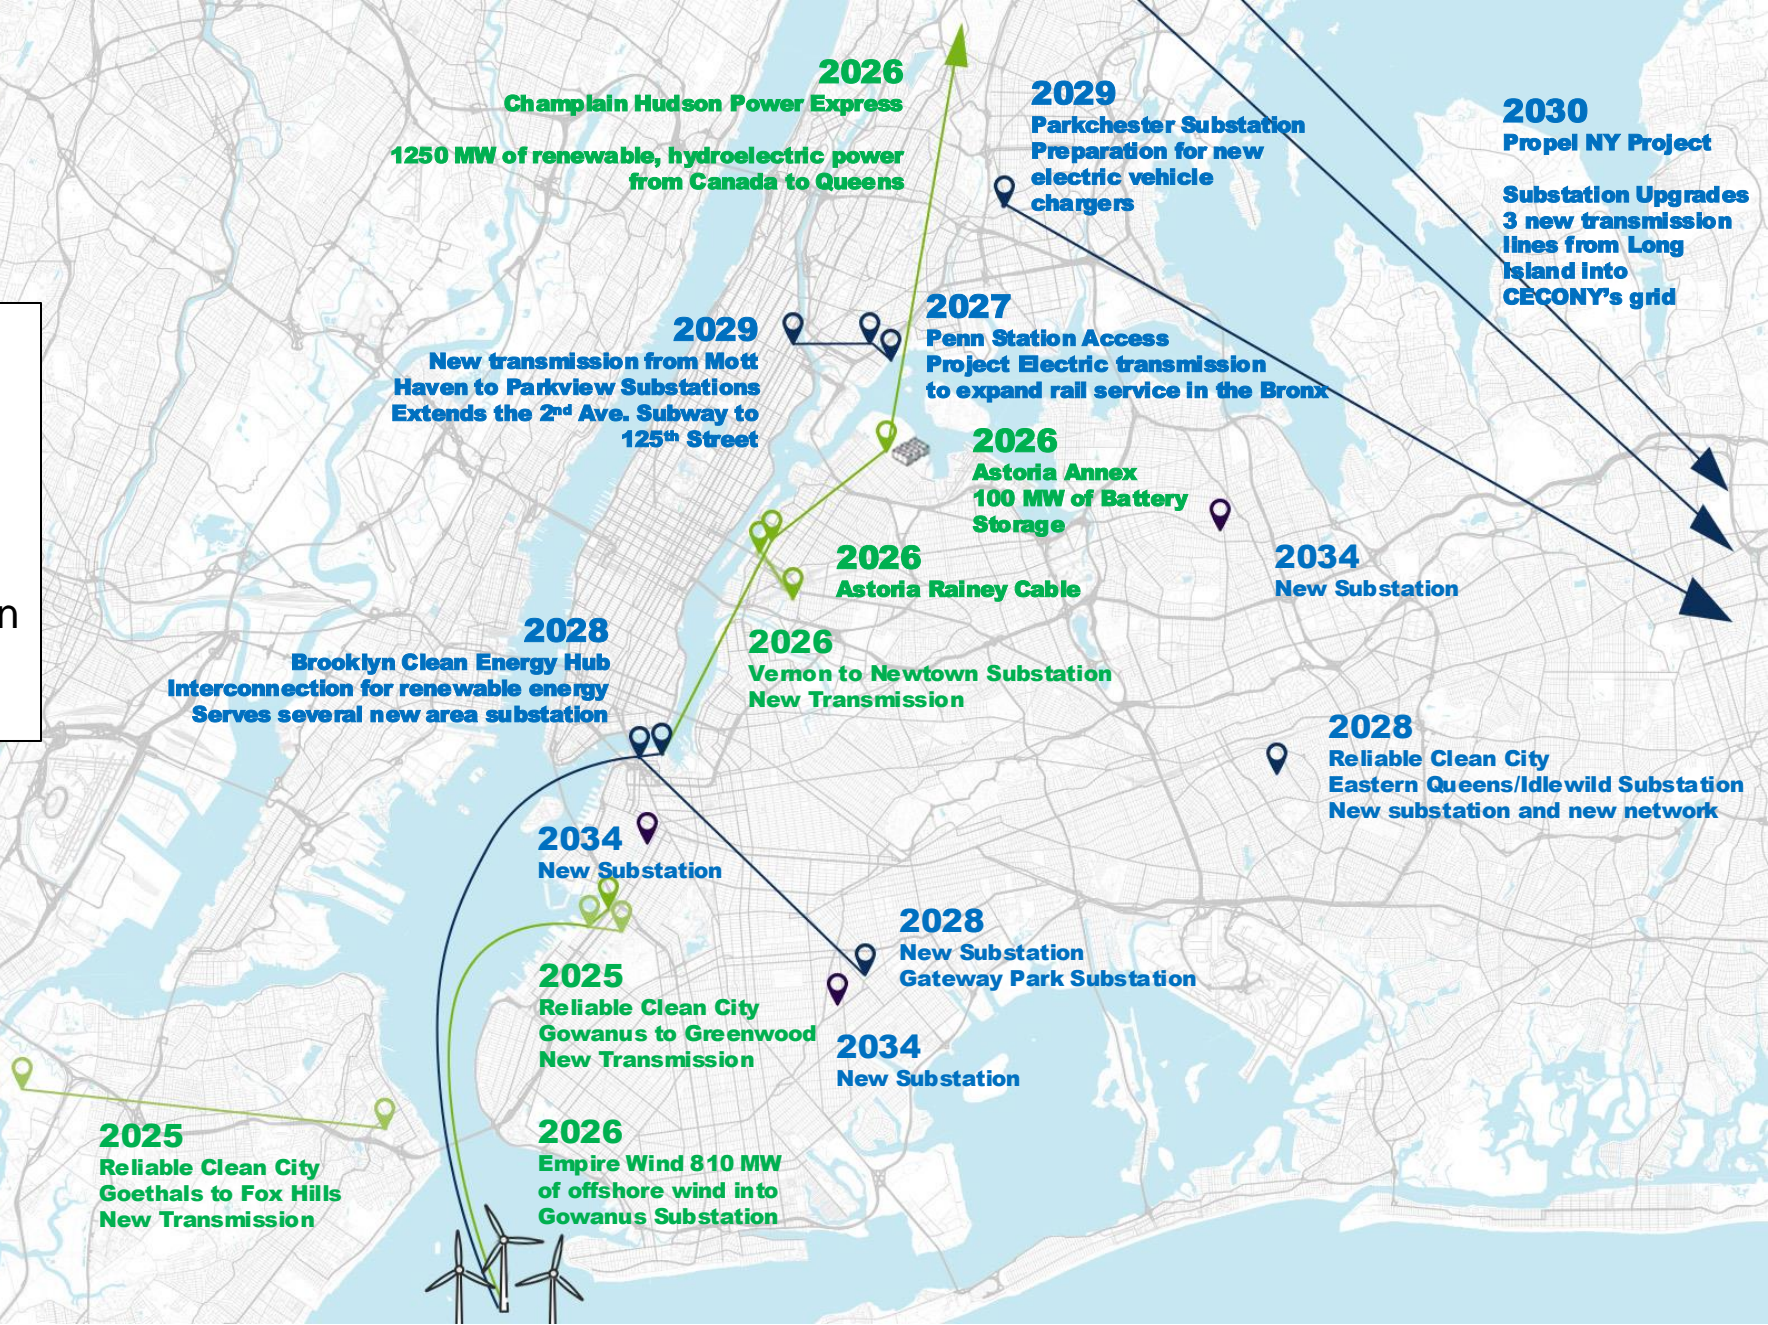 2026
Champlain Hudson Power Express
1250 MW of renewable, hydroelectric power
from Canada to Queens
2029
Parkchester Substation
Preparation for new
electric vehicle
chargers
2030
Propel NY Project
Substation Upgrades
3 new transmission
lines from Long
Island into
CECONY’s grid
2029
New transmission from Mott
Haven to Parkview Substations
Extends the 2nd Ave. Subway to
125th Street
2027
Penn Station Access
Project Electric transmission
to expand rail service in the Bronx
2026
Astoria Annex
100 MW of Battery
Storage
2026
Astoria Rainey Cable
2034
New Substation
n
2028
Brooklyn Clean Energy Hub
Interconnection for renewable energy
Serves several new area substation
2026
Vernon to Newtown Substation
New Transmission
2028
Reliable Clean City
Eastern Queens/Idlewild Substation
New substation and new network
2034
New Substation
2028
New Substation
Gateway Park Substation
2025
Reliable Clean City
Gowanus to Greenwood
New Transmission
2034
New Substation
2025
Reliable Clean City
Goethals to Fox Hills
New Transmission
2026
Empire Wind 810 MW
of offshore wind into
Gowanus Substation